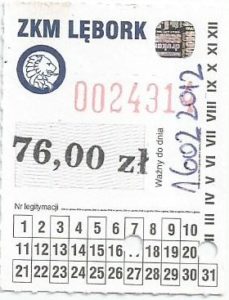 ZKM LĘBORK
002431
76,00 zł
Ważny do dnia
16 02 2012
Nr legitymacji
1 2 3 4 5 6 7 8 9 10
11 12 13 14 15 16 17 18 19 20
21 22 23 24 25 26 27 28 29 30 31
III IV V VI VII VIII IX X XI XII